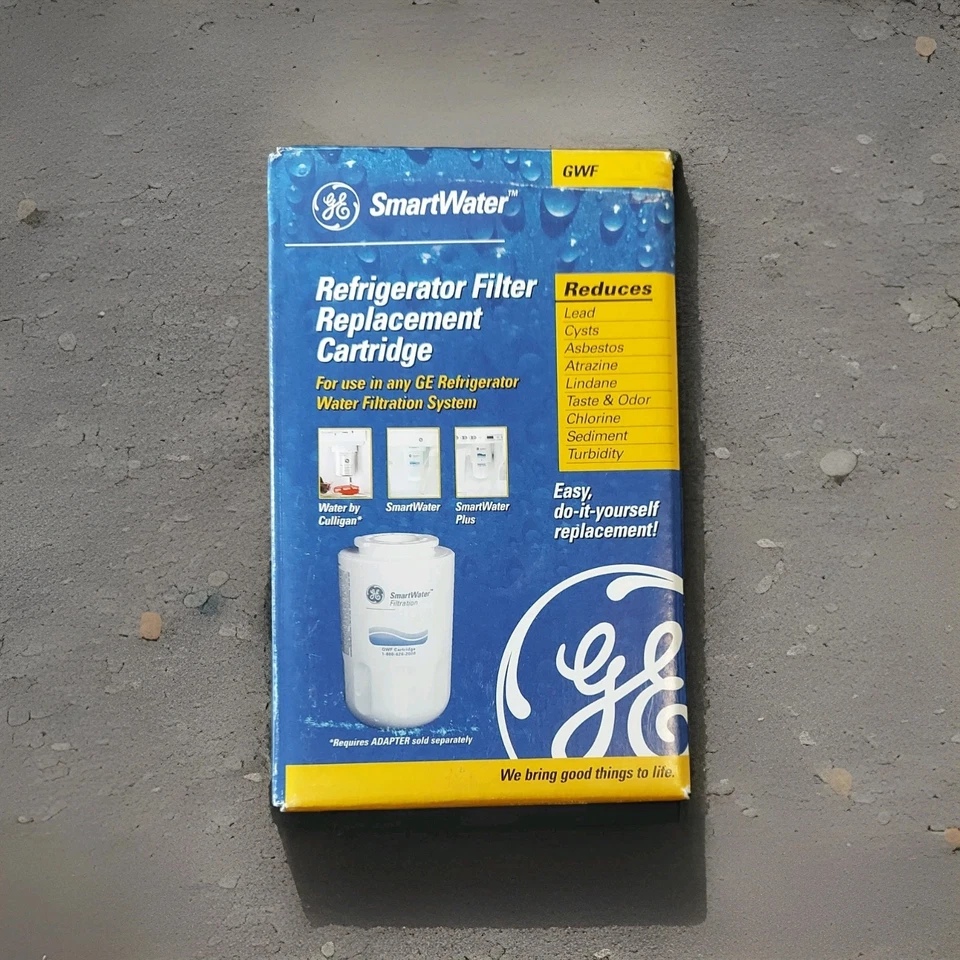 GWF
GE SmartWater™
Refrigerator Filter
Replacement
Cartridge
For use in any GE Refrigerator
Water Filtration System
Water by
Culligan*
SmartWater
SmartWater
Plus
Reduces
Lead
Cysts
Asbestos
Atrazine
Lindane
Taste & Odor
Chlorine
Sediment
Turbidity
Easy,
do-it-yourself
replacement!
GE SmartWater™
Filtration
GWF Cartridge
*Requires ADAPTER sold separately
GE
We bring good things to life.